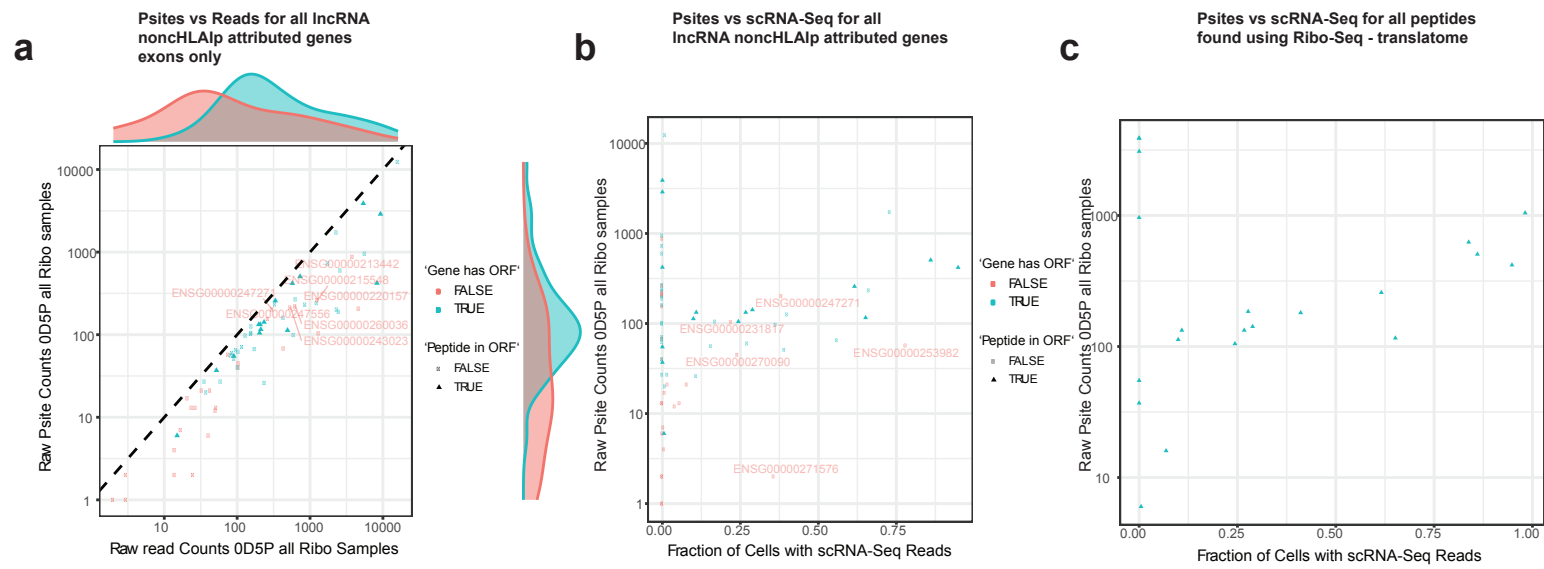 a
Psites vs Reads for all lncRNA
noncHLAIp attributed genes
exons only
10000
1000
100
10
1
Raw Psite Counts 0D5P all Ribo samples
ENSG00000213442
ENSG00000215548
ENSG00000247271
ENSG00000220157
ENSG00000247556
ENSG00000260036
ENSG00000243023
10
100
1000
10000
Raw read Counts 0D5P all Ribo Samples
'Gene has ORF'
FALSE
TRUE
'Peptide in ORF'
FALSE
TRUE
b
Psites vs scRNA-Seq for all
lncRNA noncHLAIp attributed genes
10000
1000
100
10
1
Raw Psite Counts 0D5P all Ribo samples
ENSG00000247271
ENSG00000231817
ENSG00000253982
ENSG00000270090
ENSG00000271576
0.00
0.25
0.50
0.75
Fraction of Cells with scRNA-Seq Reads
'Gene has ORF'
FALSE
TRUE
'Peptide in ORF'
FALSE
TRUE
c
Psites vs scRNA-Seq for all peptides
found using Ribo-Seq - translatome
1000
100
10
Raw Psite Counts 0D5P all Ribo samples
0.00
0.25
0.50
0.75
1.00
Fraction of Cells with scRNA-Seq Reads